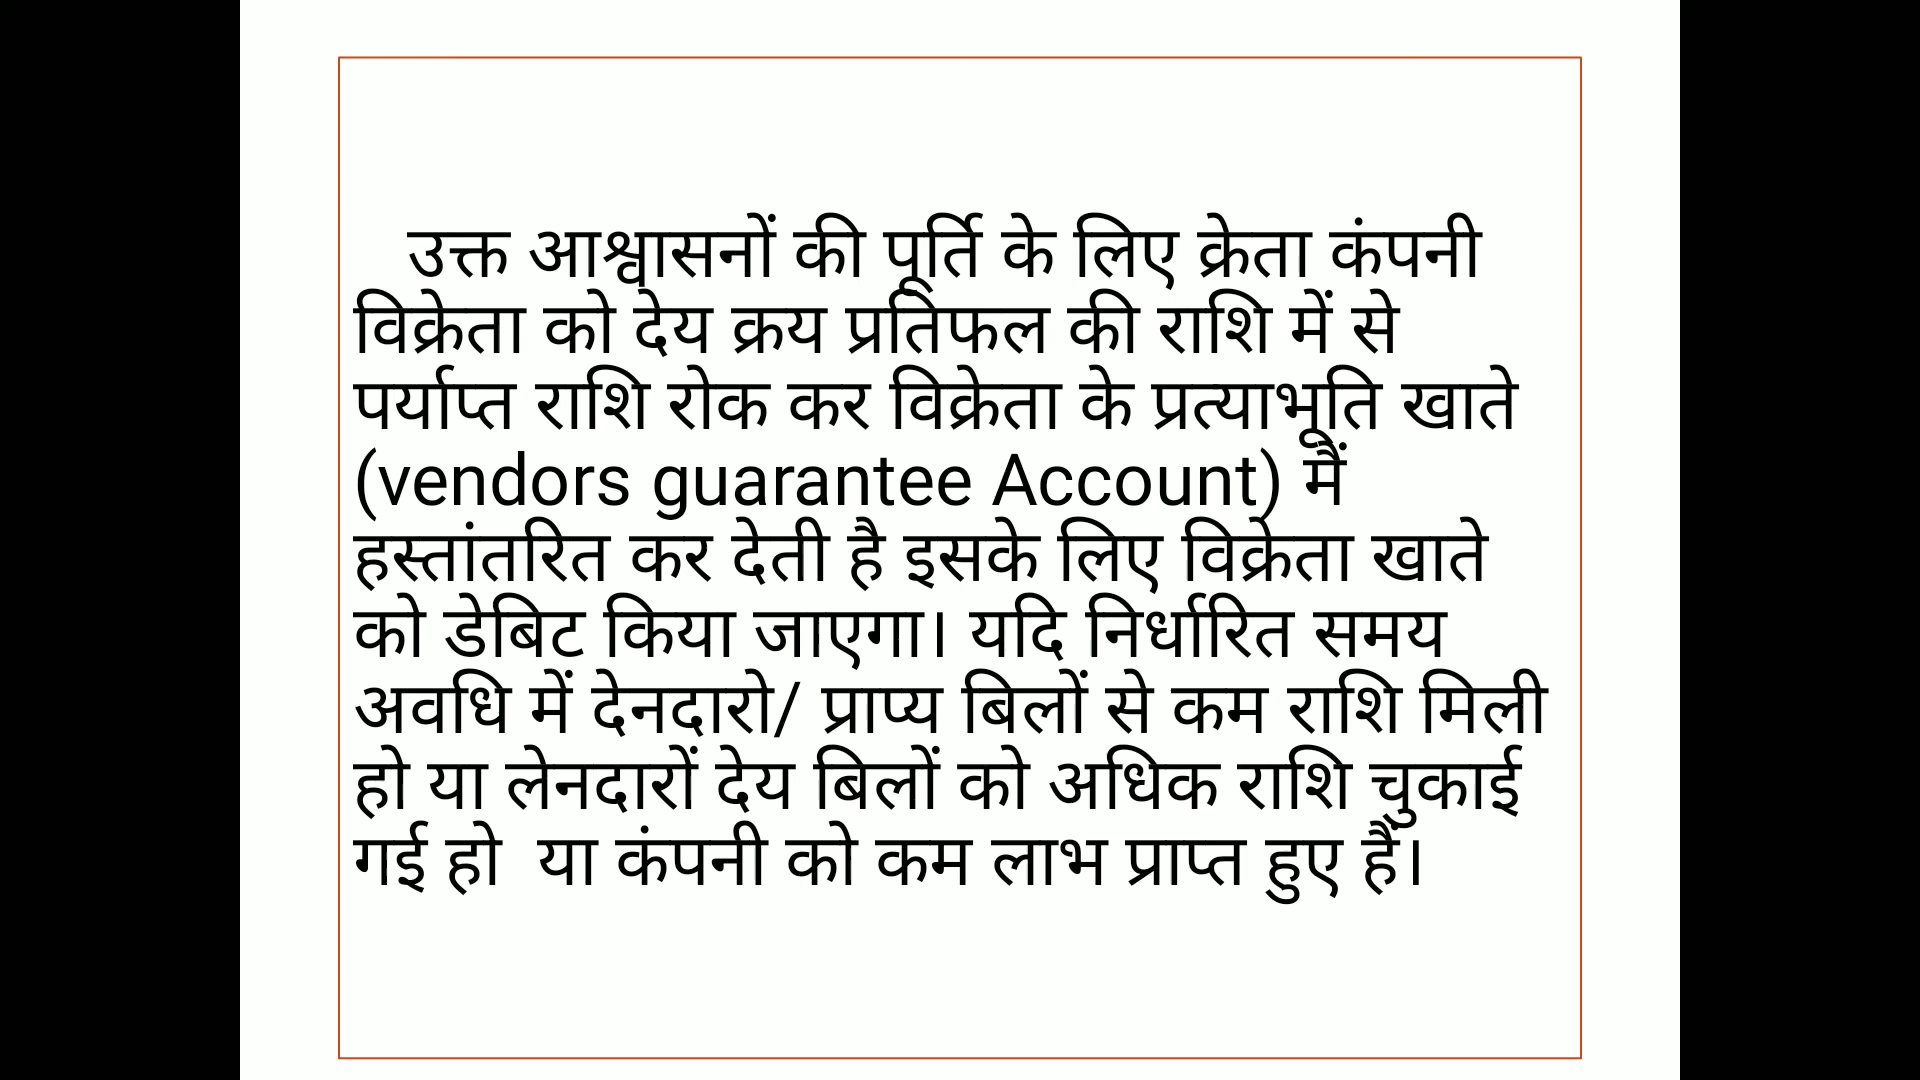 उक्त आश्वासनों की पूर्ति के लिए क्रेता कंपनी
विक्रेता को देय क्रय प्रतिफल की राशि में से
पर्याप्त राशि रोक कर विक्रेता के प्रत्याभूति खाते
(vendors guarantee Account) मैं
हस्तांतरित कर देती है इसके लिए विक्रेता खाते
को डेबिट किया जाएगा। यदि निर्धारित समय
अवधि में देनदारो/ प्राप्य बिलों से कम राशि मिली
हो या लेनदारों देय बिलों को अधिक राशि चुकाई
गई हो  या कंपनी को कम लाभ प्राप्त हुए हैं।